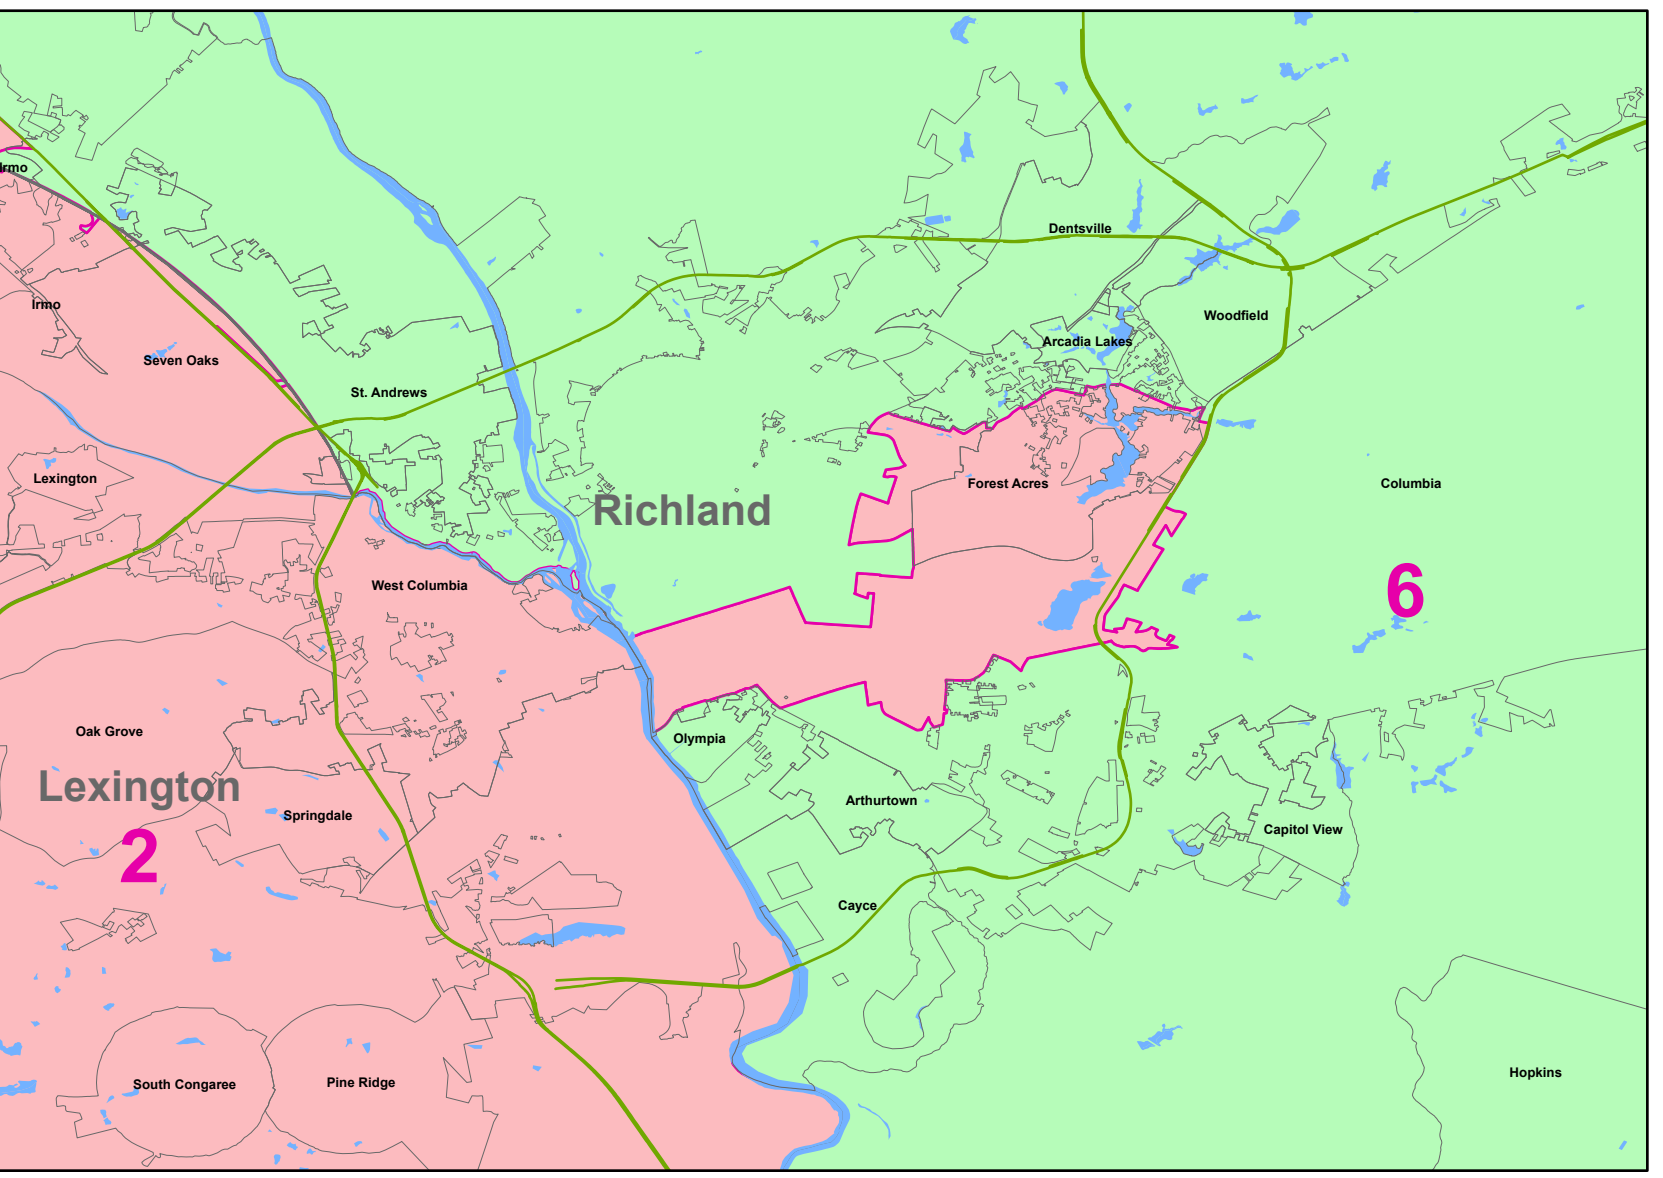 Irmo
Dentsville
Irmo
Woodfield
Arcadia Lakes
Seven Oaks
St. Andrews
Lexington
Forest Acres
Columbia
Richland
West Columbia
6
Oak Grove
Olympia
Lexington
Arthurtown
Springdale
Capitol View
2
Cayce
Hopkins
South Congaree
Pine Ridge